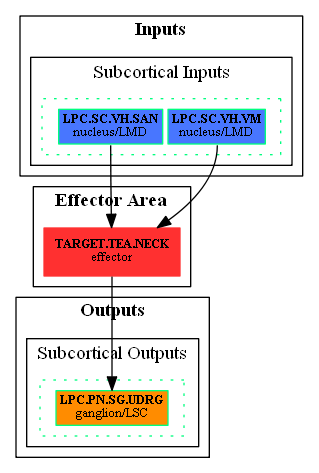 Inputs
Subcortical Inputs
LPC.SC.VH.SAN
nucleus/LMD
LPC.SC.VH.VM
nucleus/LMD
Effector Area
TARGET.TEA.NECK
effector
Outputs
Subcortical Outputs
LPC.PN.SG.UDRG
ganglion/LSC